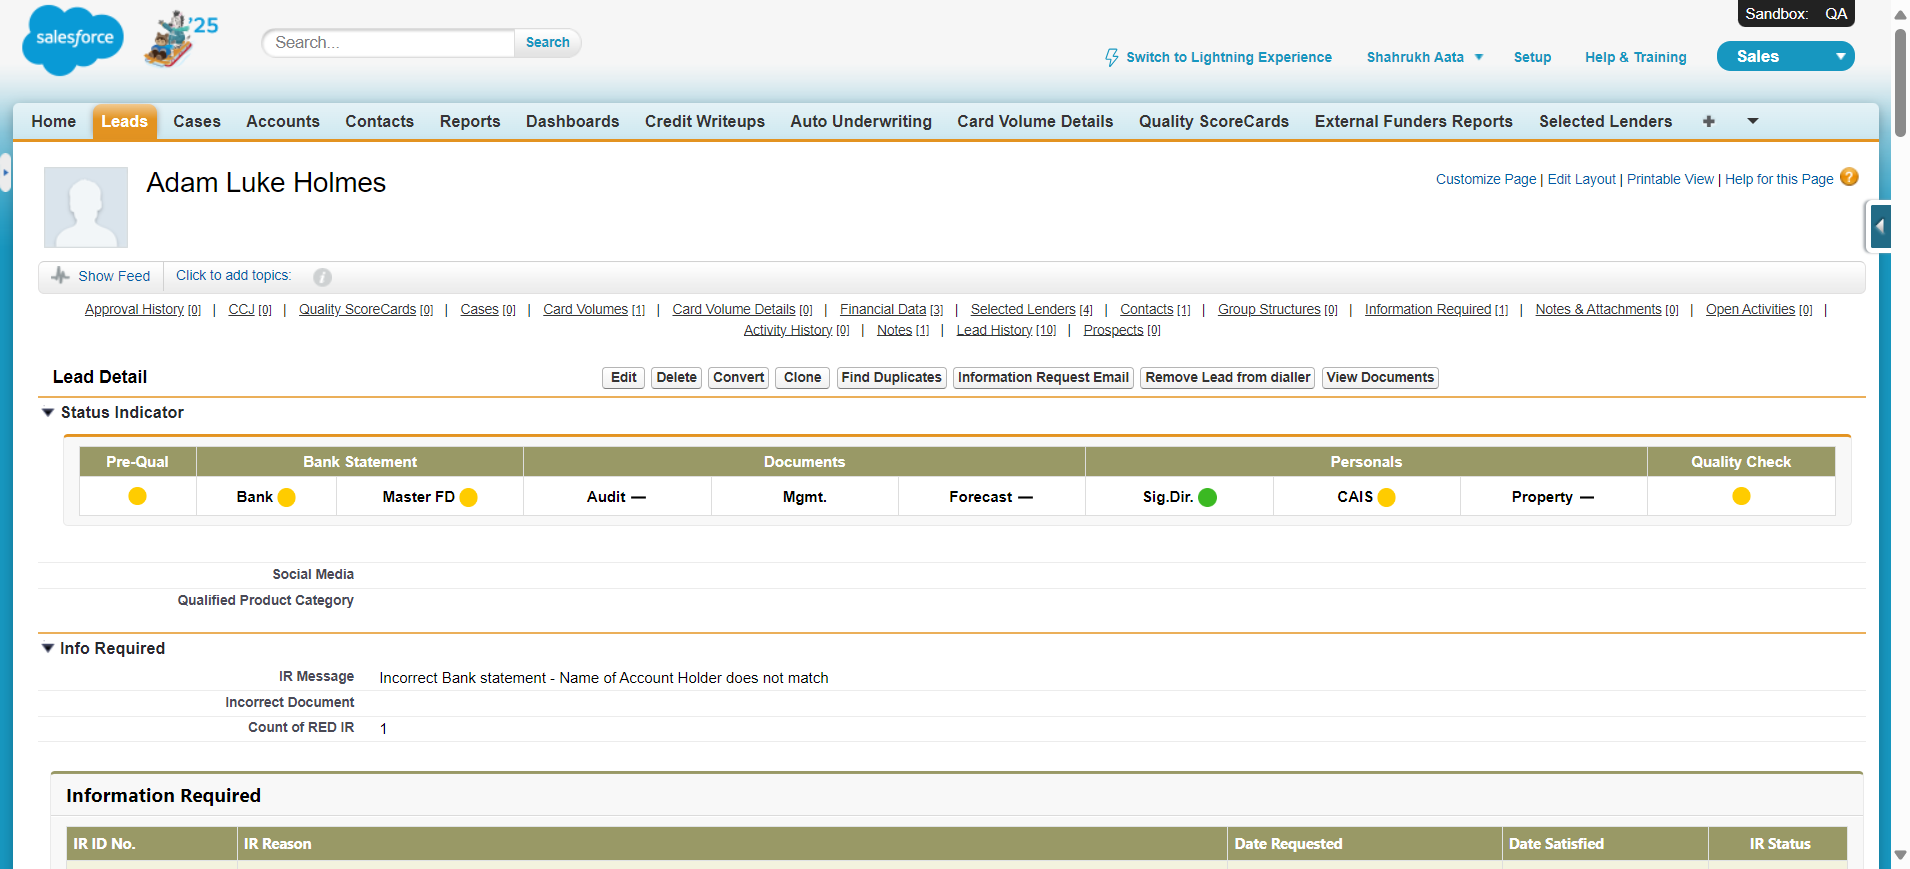 Sandbox: QA
salesforce
'25
Search...
Search
Switch to Lightning Experience
Shahrukh Aata
Setup
Help & Training
Sales
Home
Leads
Cases
Accounts
Contacts
Reports
Dashboards
Credit Writeups
Auto Underwriting
Card Volume Details
Quality ScoreCards
External Funders Reports
Selected Lenders
Adam Luke Holmes
Customize Page | Edit Layout | Printable View | Help for this Page ?
Show Feed
Click to add topics: i
Approval History [0] | CCJ [0] | Quality ScoreCards [0] | Cases [0] | Card Volumes [1] | Card Volume Details [0] | Financial Data [3] | Selected Lenders [4] | Contacts [1] | Group Structures [0] | Information Required [1] | Notes & Attachments [0] | Open Activities [0] |
Activity History [0] | Notes [1] | Lead History [10] | Prospects [0]
Lead Detail
Edit
Delete
Convert
Clone
Find Duplicates
Information Request Email
Remove Lead from dialler
View Documents
Status Indicator
Pre-Qual
Bank Statement
Documents
Personals
Quality Check
Bank
Master FD
Audit —
Mgmt.
Forecast —
Sig.Dir.
CAIS
Property —
Social Media
Qualified Product Category
Info Required
IR Message Incorrect Bank statement - Name of Account Holder does not match
Incorrect Document
Count of RED IR 1
Information Required
IR ID No.
IR Reason
Date Requested
Date Satisfied
IR Status